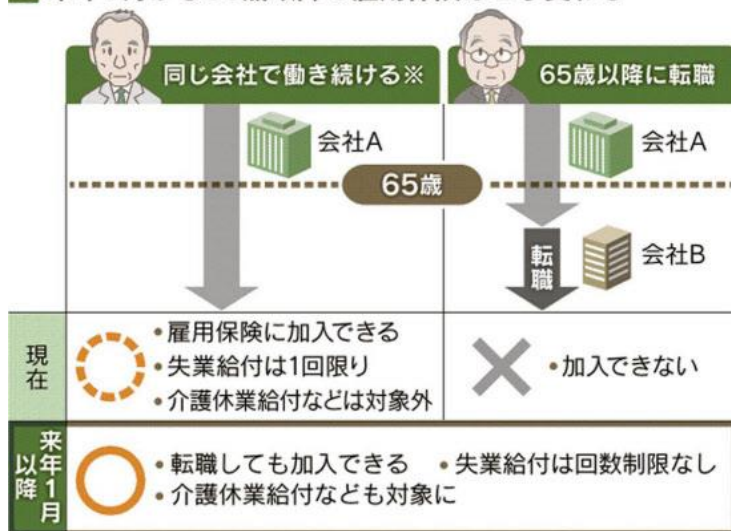 同じ会社で働き続ける※
65歳以降に転職
会社A
会社A
65歳
転職
会社B
現在
•雇用保険に加入できる
•失業給付は1回限り
•介護休業給付などは対象外
•加入できない
来年1月以降
•転職しても加入できる •失業給付は回数制限なし
•介護休業給付なども対象に